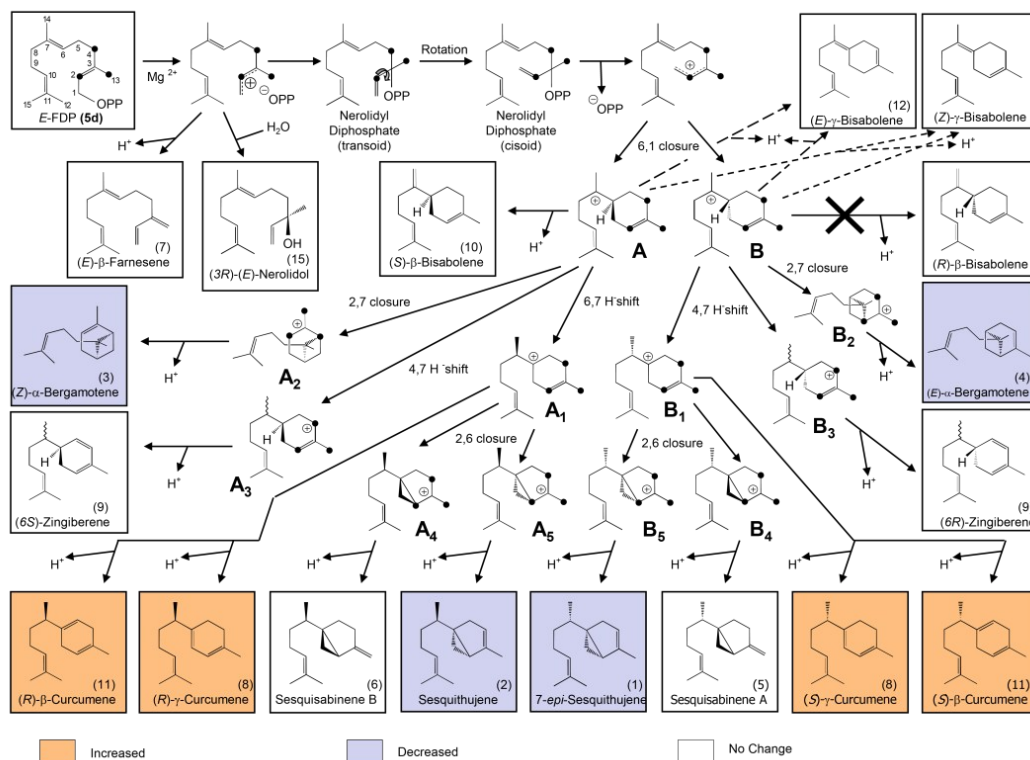 14
7
5
8
6
4
9
3
10
2
13
1
11
15
12
OPP
E-FDP (5d)
Mg 2+
⊕
⊖
OPP
OPP
Nerolidyl
Diphosphate
(transoid)
Rotation
OPP
Nerolidyl
Diphosphate
(cisoid)
⊖
OPP
⊕
(12)
(E)-γ-Bisabolene
(Z)-γ-Bisabolene
H+
H2O
H+
H+
6,1 closure
(7)
(E)-β-Farnesene
OH
(15)
(3R)-(E)-Nerolidol
H
(10)
(S)-β-Bisabolene
H+
⊕
H
A
⊕
H
B
H+
H
(R)-β-Bisabolene
2,7 closure
6,7 H-shift
4,7 H-shift
2,7 closure
(3)
(Z)-α-Bergamotene
H+
⊕
A2
4,7 H-shift
⊕
B2
H+
(4)
(E)-α-Bergamotene
⊕
A1
⊕
B1
H
⊕
B3
H
(9)
(6S)-Zingiberene
H+
H
⊕
A3
2,6 closure
2,6 closure
H+
H
(9)
(6R)-Zingiberene
⊕
A4
⊕
A5
⊕
B5
⊕
B4
H+
H+
H+
H+
H+
H+
H+
H+
(11)
(R)-β-Curcumene
(8)
(R)-γ-Curcumene
(6)
Sesquisabinene B
(2)
Sesquithujene
(1)
7-epi-Sesquithujene
(5)
Sesquisabinene A
(8)
(S)-γ-Curcumene
(11)
(S)-β-Curcumene
Increased
Decreased
No Change